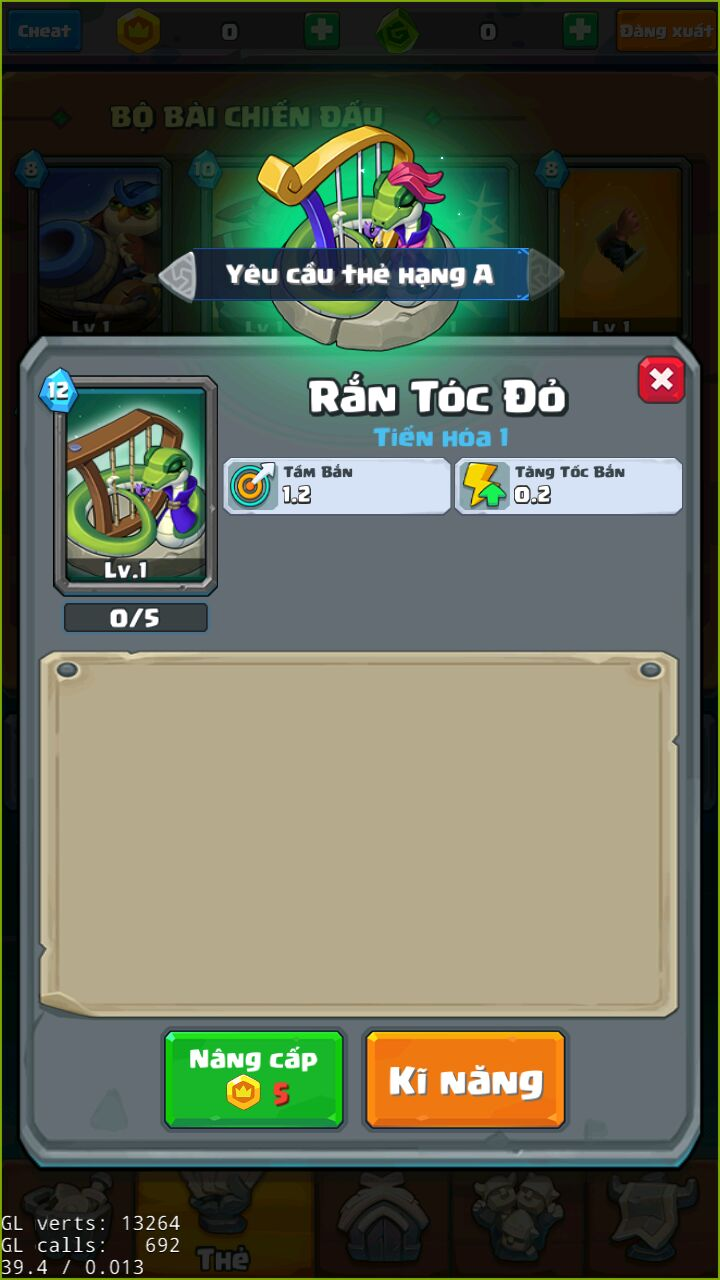 Cheat
0
0
Đăng xuất
BỘ BÀI CHIẾN ĐẤU
8
10
8
Yêu cầu thẻ hạng A
Lv 1
Lv 1
Lv 1
12
Rắn Tóc Đỏ
Tiến hóa 1
Tầm Bắn
1.2
Tăng Tốc Bắn
0.2
Lv.1
0/5
Nâng cấp
5
Kĩ năng
Thẻ
GL verts: 13264
GL calls: 692
39.4 / 0.013